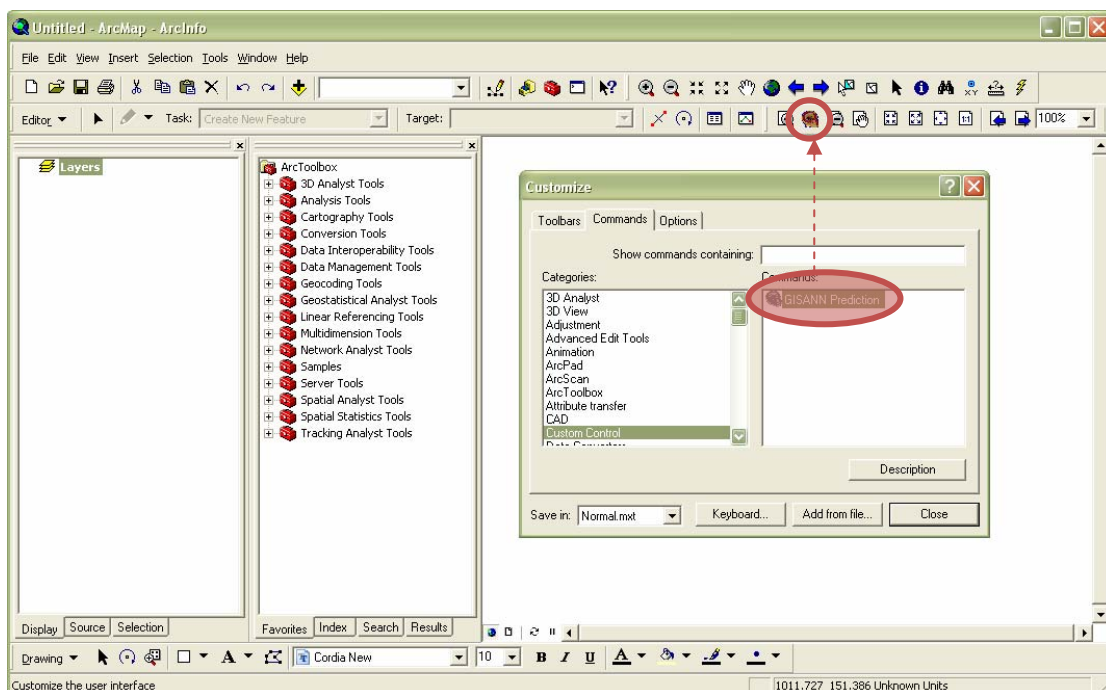 Untitled - ArcMap - ArcInfo
File Edit View Insert Selection Tools Window Help
Editor Task: Create New Feature Target: 100%
Layers
ArcToolbox
3D Analyst Tools
Analysis Tools
Cartography Tools
Conversion Tools
Data Interoperability Tools
Data Management Tools
Geocoding Tools
Geostatistical Analyst Tools
Linear Referencing Tools
Multidimension Tools
Network Analyst Tools
Samples
Server Tools
Spatial Analyst Tools
Spatial Statistics Tools
Tracking Analyst Tools
Customize
Toolbars Commands Options
Show commands containing:
Categories:
Commands:
3D Analyst
3D View
Adjustment
Advanced Edit Tools
Animation
ArcPad
ArcScan
ArcToolbox
Attribute transfer
CAD
Custom Control
Data Converters
GISANN Prediction
Description
Save in: Normal.mxt Keyboard... Add from file... Close
Display Source Selection
Favorites Index Search Results
Drawing A Cordia New 10 B I U A
Customize the user interface
1011.727 151.386 Unknown Units